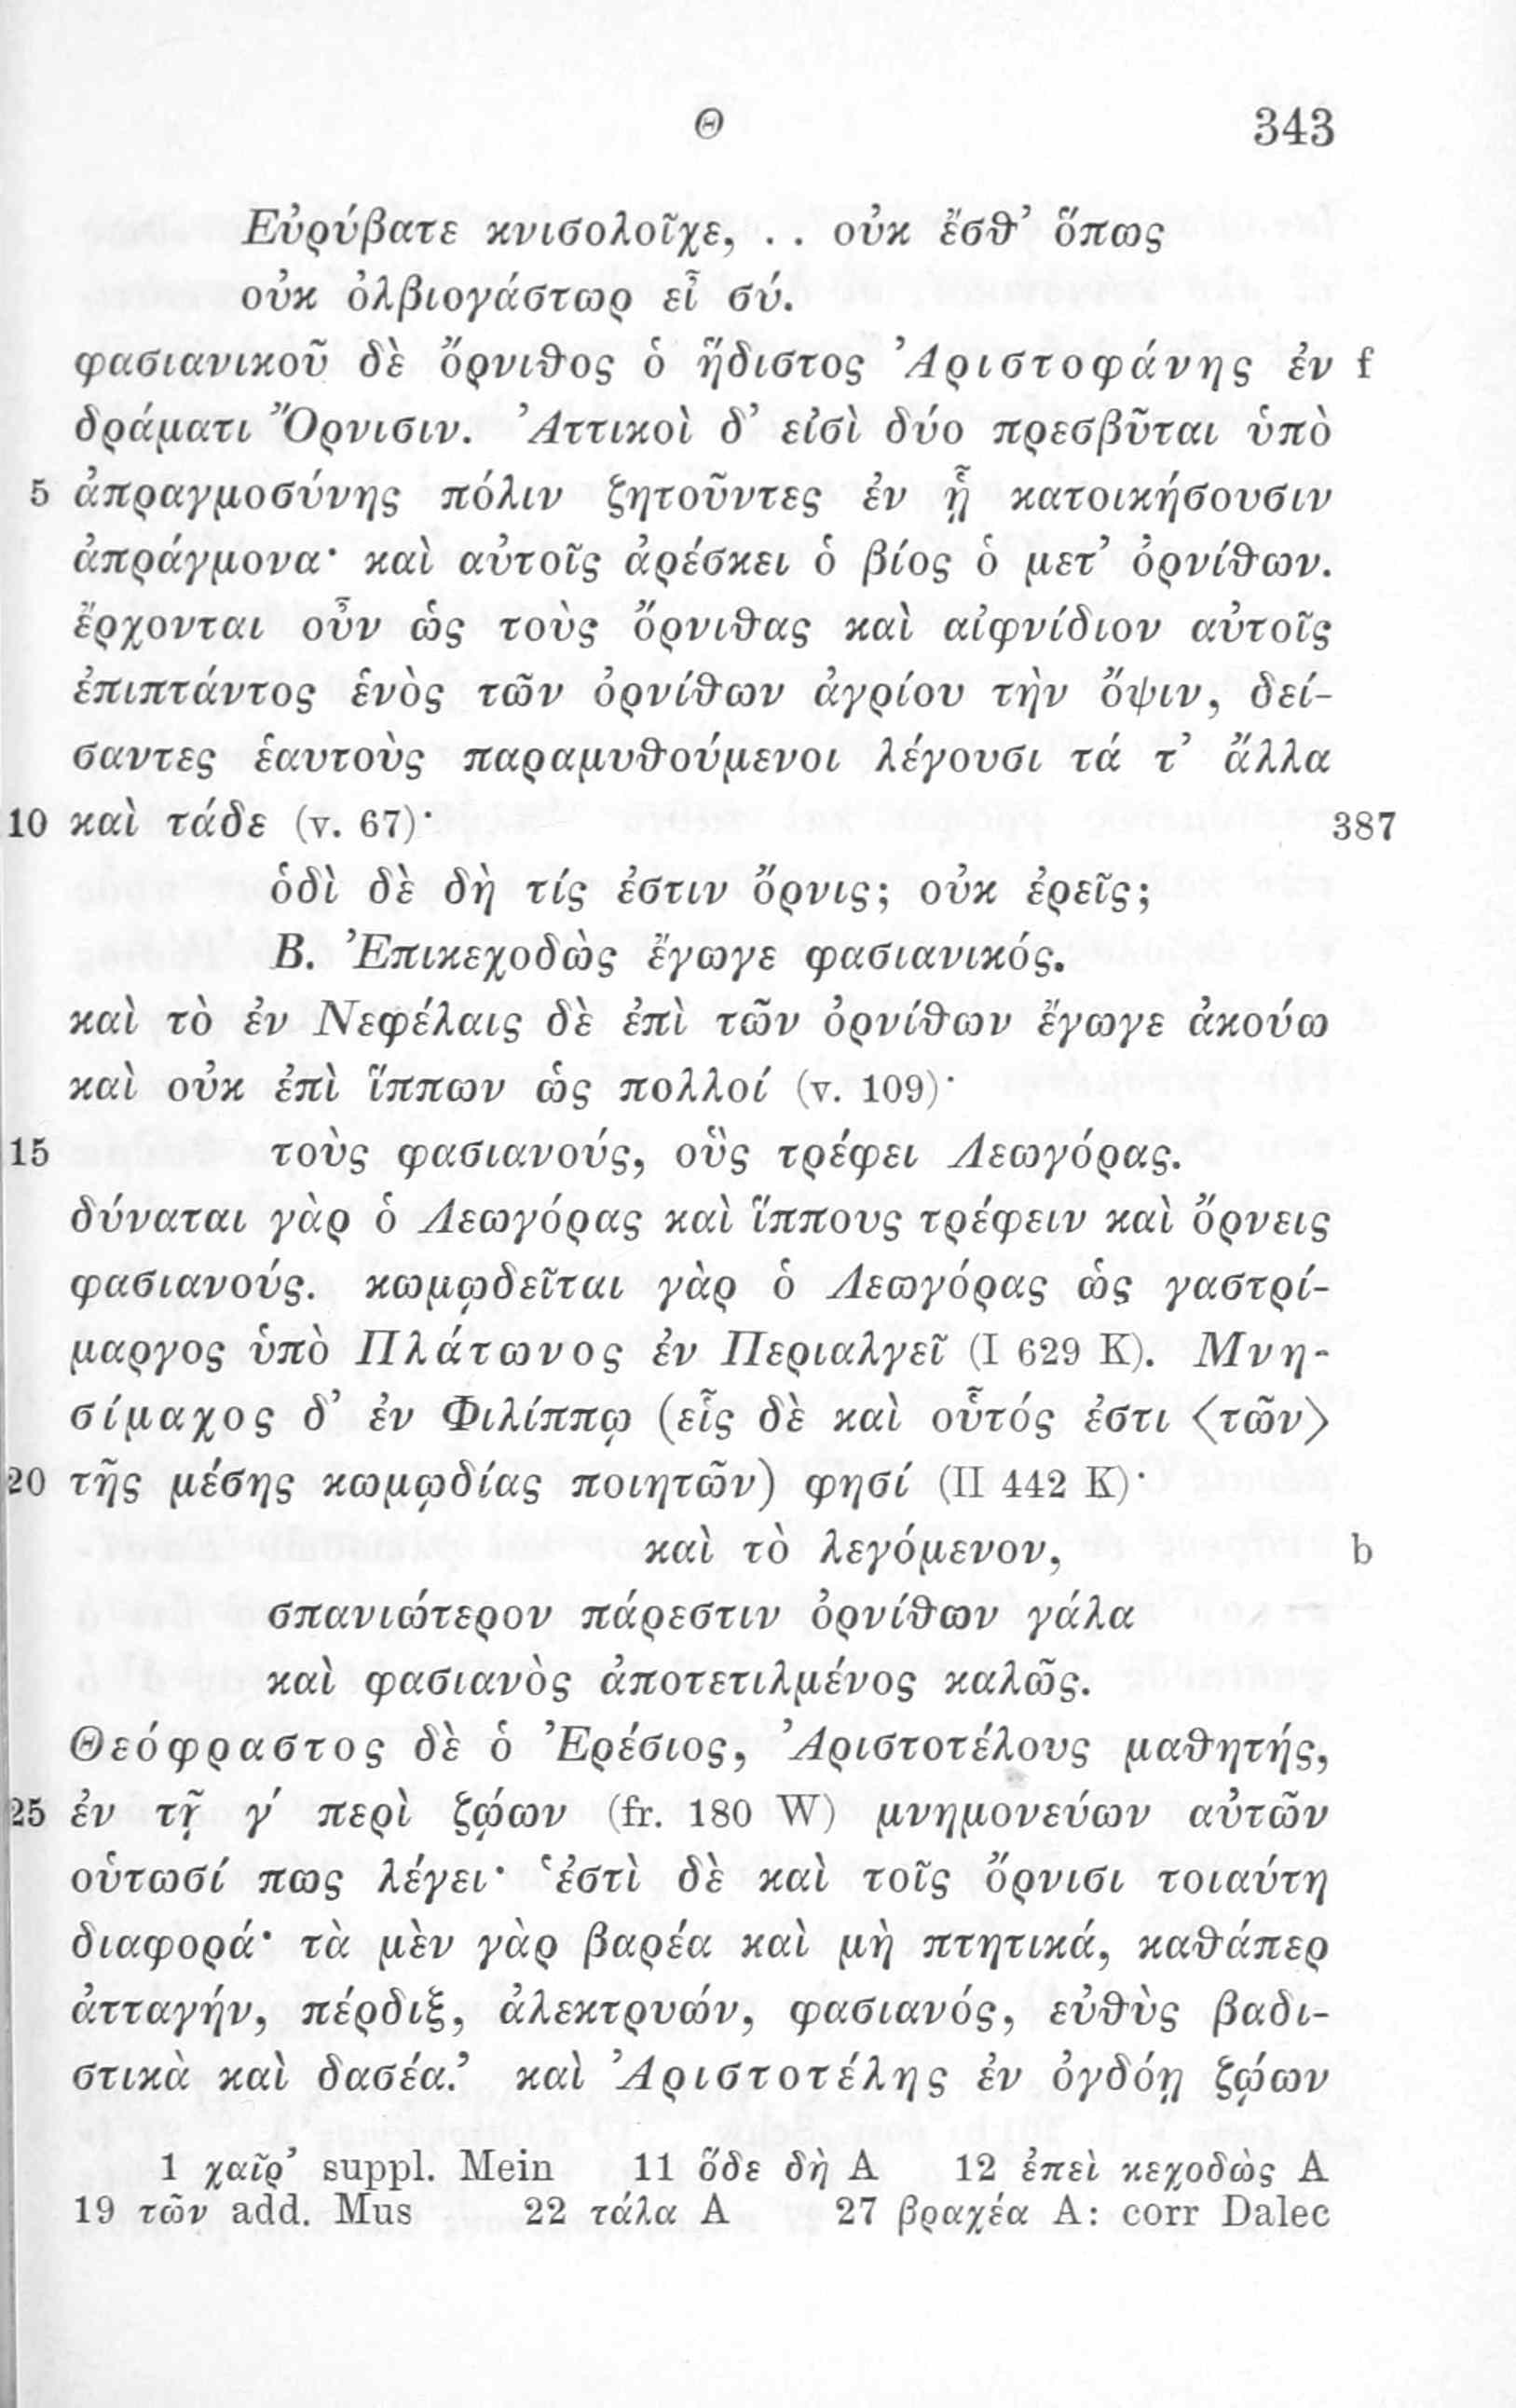 Θ 343
Εὐρύβατε κνισολοῖχε, . . οὐκ ἔσθ’ ὅπως
οὐκ ὀλβιογάστωρ εἶ σύ.
φασιανικοῦ δὲ ὄρνιθος ὁ ἥδιστος Ἀριστοφάνης ἐν f
δράματι Ὄρνισιν. Ἀττικοὶ δ’ εἰσὶ δύο πρεσβῦται ὑπὸ
5 ἀπραγμοσύνης πόλιν ζητοῦντες ἐν ᾗ κατοικήσουσιν
ἀπράγμονα· καὶ αὐτοῖς ἀρέσκει ὁ βίος ὁ μετ’ ὀρνίθων.
ἔρχονται οὖν ὡς τοὺς ὄρνιθας καὶ αἰφνίδιον αὐτοῖς
ἐπιπτάντος ἑνὸς τῶν ὀρνίθων ἀγρίου τὴν ὄψιν, δεί-
σαντες ἑαυτοὺς παραμυθούμενοι λέγουσι τά τ’ ἄλλα
10 καὶ τάδε (v. 67)· 387
ὁδὶ δὲ δὴ τίς ἐστιν ὄρνις; οὐκ ἐρεῖς;
Β. Ἐπικεχοδὼς ἔγωγε φασιανικός.
καὶ τὸ ἐν Νεφέλαις δὲ ἐπὶ τῶν ὀρνίθων ἔγωγε ἀκούω
καὶ οὐκ ἐπὶ ἵππων ὡς πολλοί (v. 109)·
15 τοὺς φασιανούς, οὓς τρέφει Λεωγόρας.
δύναται γὰρ ὁ Λεωγόρας καὶ ἵππους τρέφειν καὶ ὄρνεις
φασιανούς. κωμῳδεῖται γὰρ ὁ Λεωγόρας ὡς γαστρί-
μαργος ὑπὸ Πλάτωνος ἐν Περιαλγεῖ (I 629 K). Μνη-
σίμαχος δ’ ἐν Φιλίππῳ (εἷς δὲ καὶ οὗτός ἐστι <τῶν>
20 τῆς μέσης κωμῳδίας ποιητῶν) φησί (II 442 K)·
καὶ τὸ λεγόμενον, b
σπανιώτερον πάρεστιν ὀρνίθων γάλα
καὶ φασιανὸς ἀποτετιλμένος καλῶς.
Θεόφραστος δὲ ὁ Ἐρέσιος, Ἀριστοτέλους μαθητής,
25 ἐν τῇ γ′ περὶ ζῴων (fr. 180 W) μνημονεύων αὐτῶν
οὑτωσί πως λέγει· ‘ἐστὶ δὲ καὶ τοῖς ὄρνισι τοιαύτη
διαφορά· τὰ μὲν γὰρ βαρέα καὶ μὴ πτητικά, καθάπερ
ἀτταγήν, πέρδιξ, ἀλεκτρυών, φασιανός, εὐθὺς βαδι-
στικὰ καὶ δασέα.’ καὶ Ἀριστοτέλης ἐν ὀγδόῃ ζῴων
1 χαῖρ’ suppl. Mein 11 ὅδε δὴ A 12 ἐπεὶ κεχοδὼς A
19 τῶν add. Mus 22 τάλα A 27 βραχέα A: corr Dalec